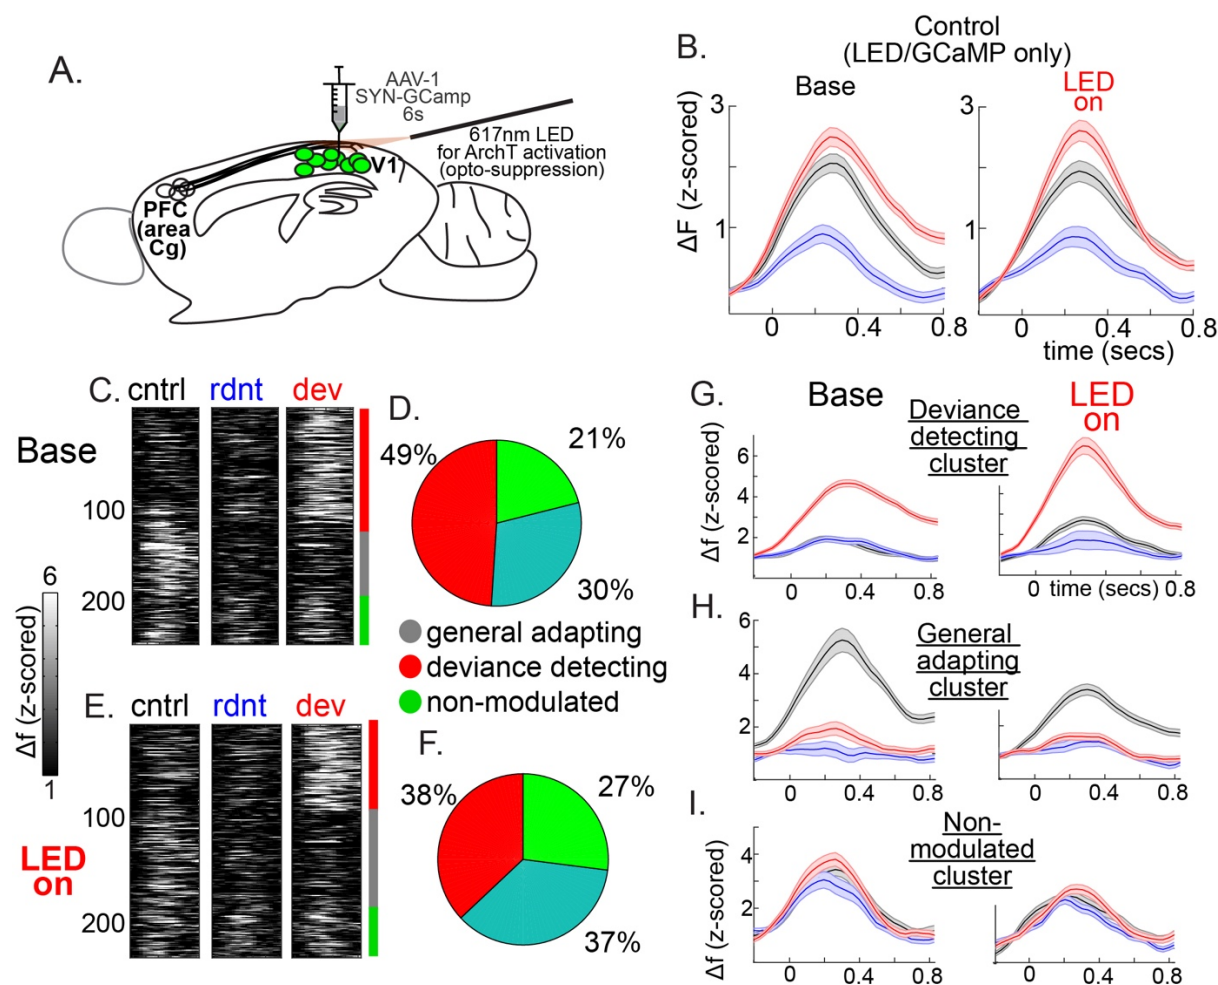 A.
AAV-1
SYN-GCamp
6s
617nm LED
for ArchT activation
(opto-suppression)
V1
PFC
(area
Cg)
B.
Control
(LED/GCaMP only)
Base
LED
on
ΔF (z-scored)
3
1
0
0.4
0.8
3
1
0
0.4
0.8
time (secs)
C.
cntrl
rdnt
dev
Base
100
200
D.
49%
21%
30%
general adapting
deviance detecting
non-modulated
Δf (z-scored)
6
1
E.
cntrl
rdnt
dev
LED
on
100
200
F.
38%
27%
37%
G.
Base
LED
on
Deviance
detecting
cluster
Δf (z-scored)
6
4
2
0
0.4
0.8
0
time (secs)
0.8
H.
General
adapting
cluster
6
4
2
0
0.4
0.8
0
0.4
0.8
I.
Non-
modulated
cluster
Δf (z-scored)
4
2
0
0.4
0.8
0
0.4
0.8